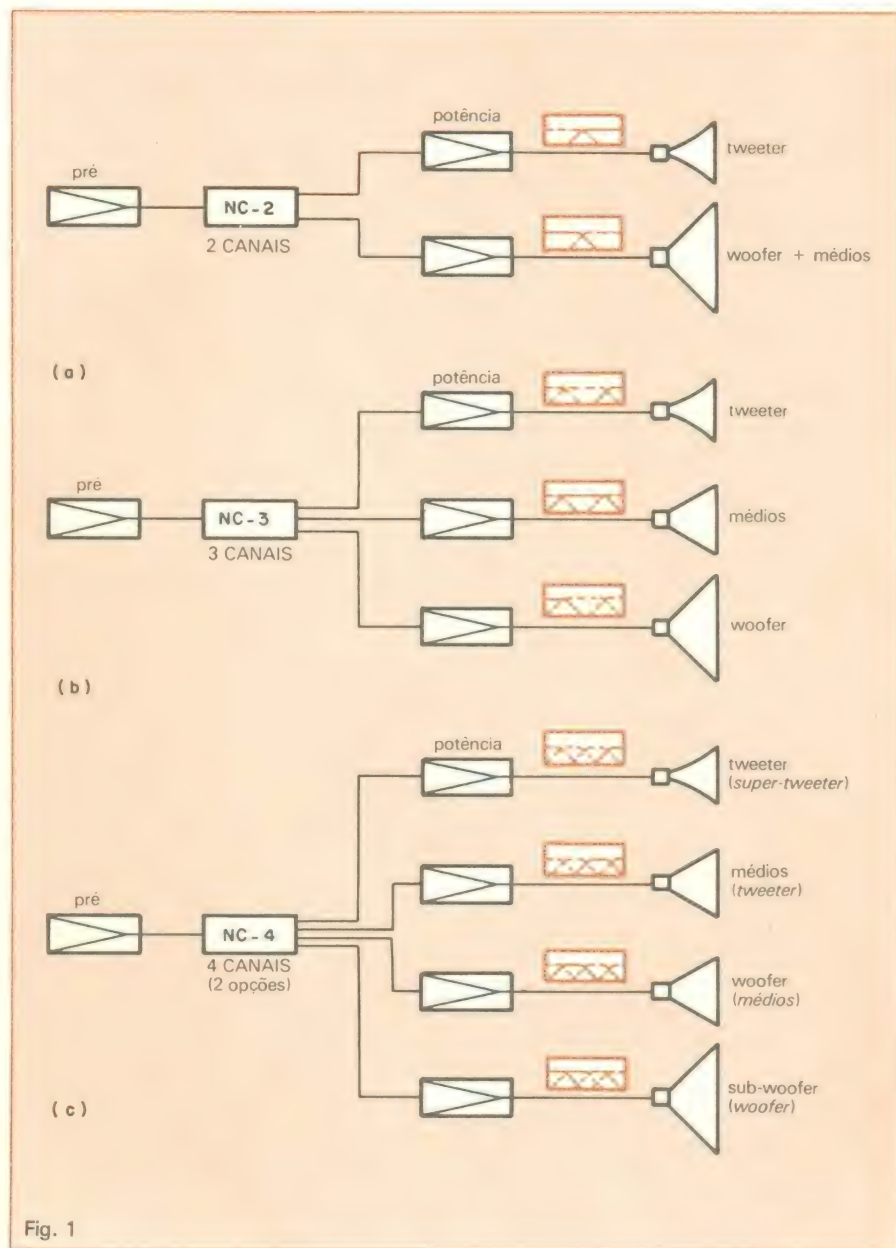 potência
tweeter
pré
NC-2
2 CANAIS
woofer + médios
(a)
potência
tweeter
pré
NC-3
3 CANAIS
médios
woofer
(b)
potência
tweeter
(super-tweeter)
médios
(tweeter)
pré
NC-4
4 CANAIS
(2 opções)
woofer
(médios)
sub-woofer
(woofer)
(c)
Fig. 1